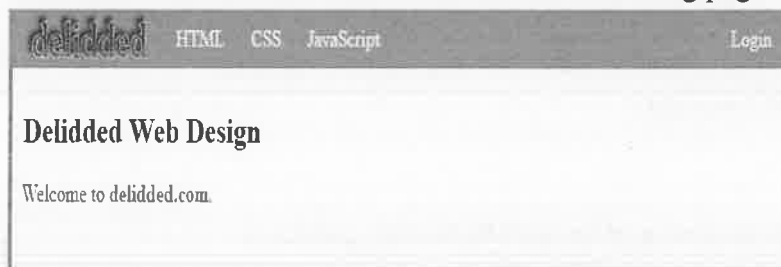 delidded HTML CSS JavaScript Login
Delidded Web Design
Welcome to delidded.com.